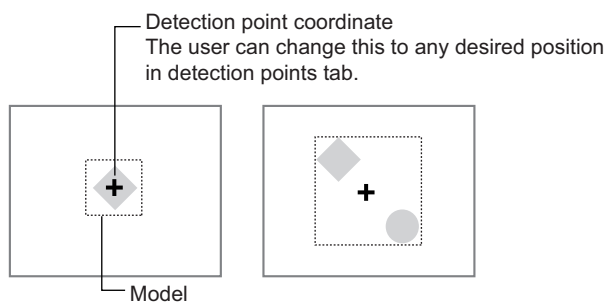 Detection point coordinate
The user can change this to any desired position
in detection points tab.
Model